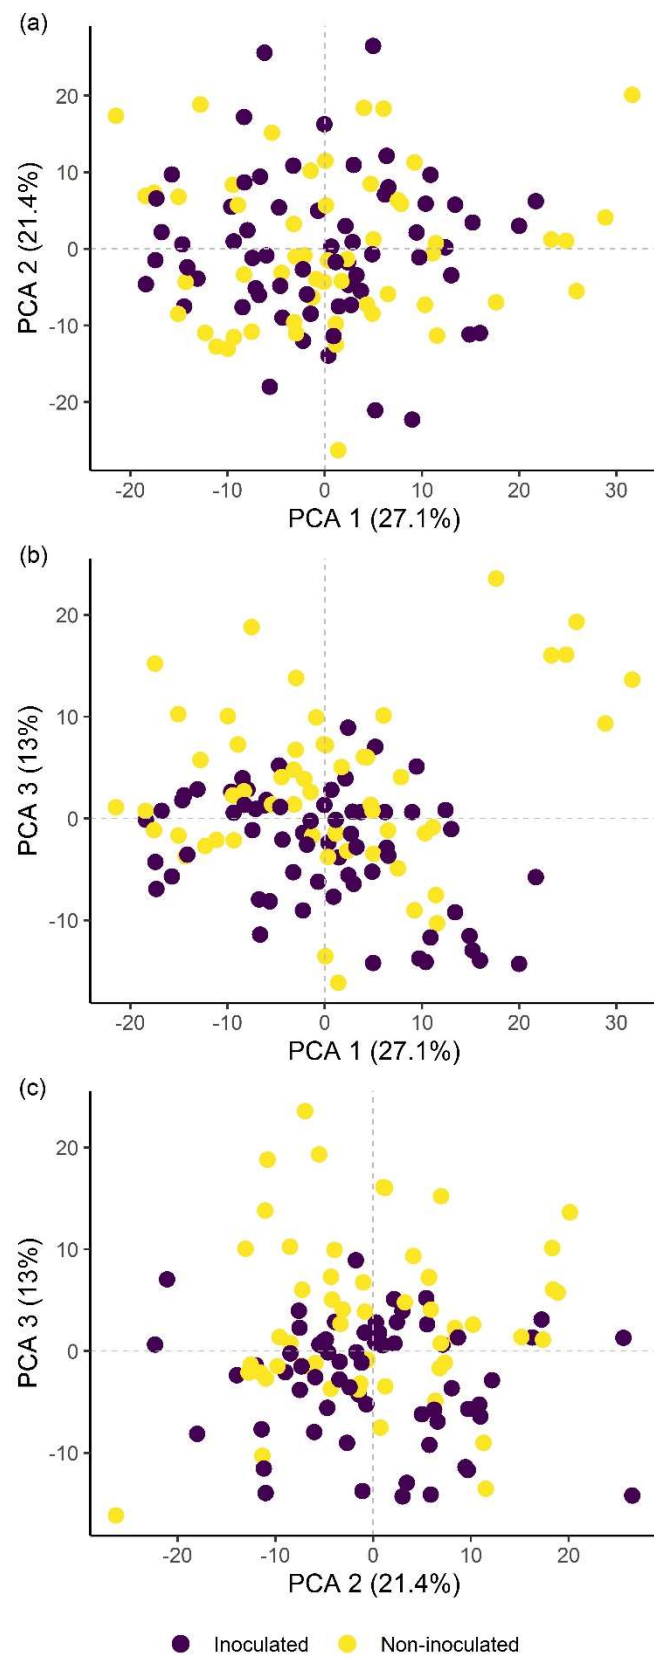 (a)
20
10
0
-10
-20
PCA 2 (21.4%)
-20 -10 0 10 20 30
PCA 1 (27.1%)
(b)
20
10
0
-10
PCA 3 (13%)
-20 -10 0 10 20 30
PCA 1 (27.1%)
(c)
20
10
0
-10
PCA 3 (13%)
-20 -10 0 10 20
PCA 2 (21.4%)
Inoculated Non-inoculated